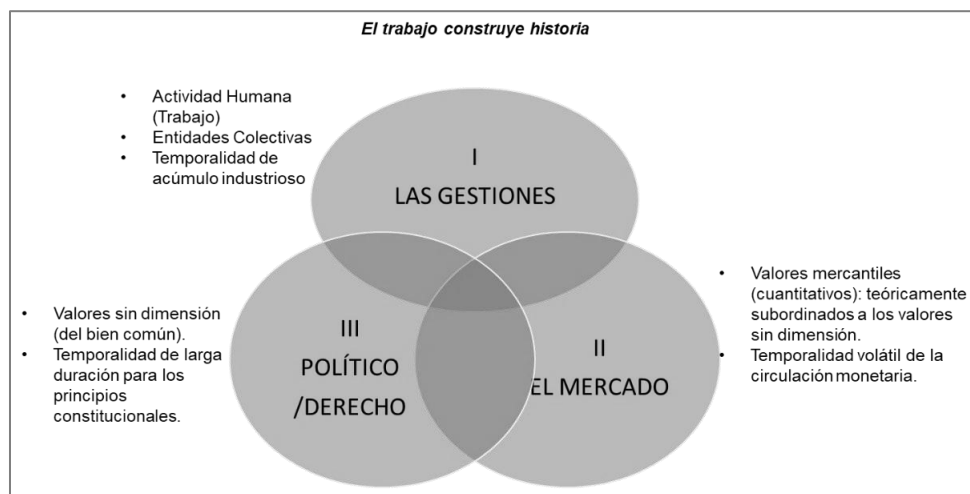 El trabajo construye historia
• Actividad Humana
(Trabajo)
• Entidades Colectivas
• Temporalidad de
acúmulo industrioso
I
LAS GESTIONES
• Valores sin dimensión
(del bien común).
• Temporalidad de larga
duración para los
principios
constitucionales.
III
POLÍTICO
/DERECHO
II
EL MERCADO
• Valores mercantiles
(cuantitativos): teóricamente
subordinados a los valores
sin dimensión.
• Temporalidad volátil de la
circulación monetaria.